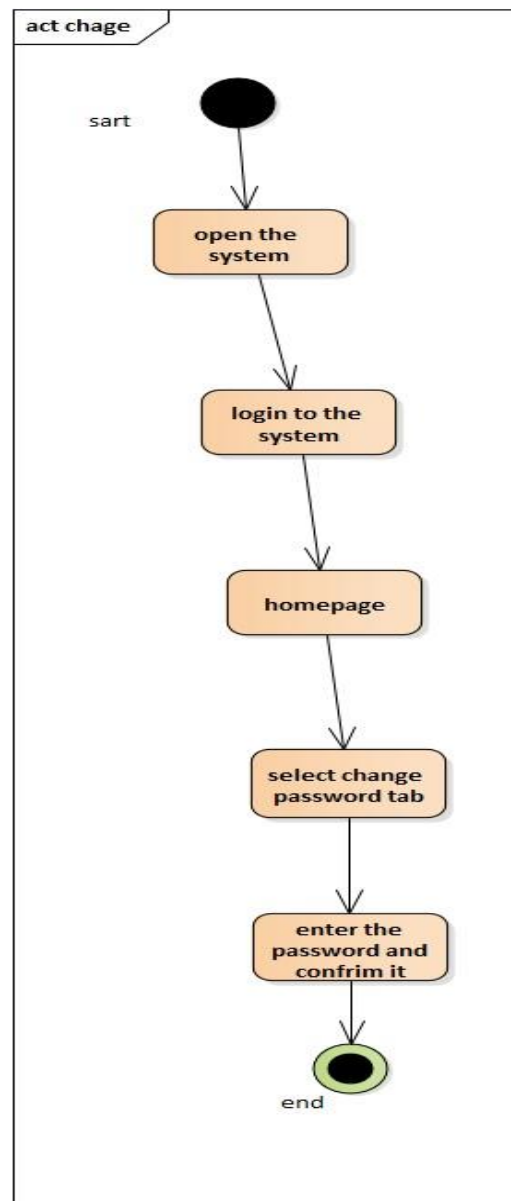 act chage
sart
open the
system
login to the
system
homepage
select change
password tab
enter the
password and
confrim it
end